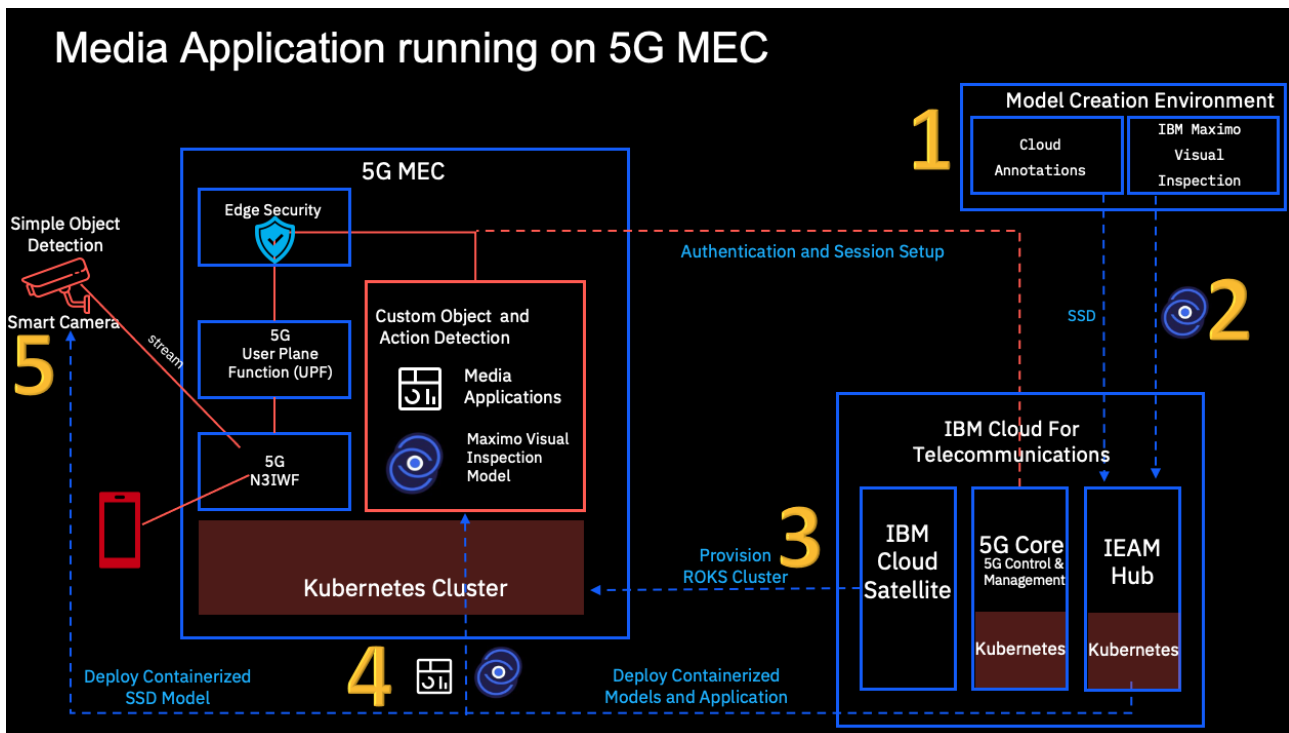 Media Application running on 5G MEC
Model Creation Environment
1
Cloud
Annotations
IBM Maximo
Visual
Inspection
5G MEC
Edge Security
Simple Object
Detection
Smart Camera
5
stream
5G
User Plane
Function (UPF)
5G
N3IWF
Custom Object and
Action Detection
Media
Applications
Maximo Visual
Inspection
Model
Kubernetes Cluster
Authentication and Session Setup
SSD
2
IBM Cloud For
Telecommunications
3
Provision
ROKS Cluster
IBM
Cloud
Satellite
5G Core
5G Control &
Management
Kubernetes
IEAM
Hub
Kubernetes
4
Deploy Containerized
SSD Model
Deploy Containerized
Models and Application